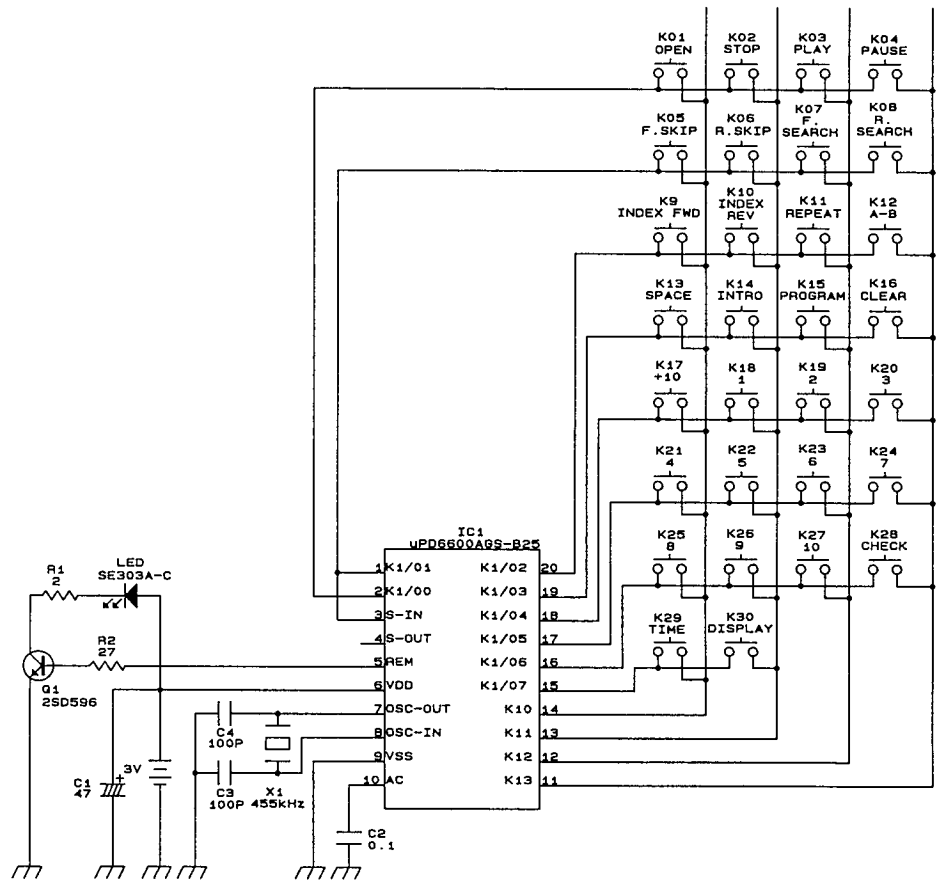 K01 K02 K03 K04
OPEN STOP PLAY PAUSE
K05 K06 K07 K08
F.SKIP R.SKIP F. SEARCH R. SEARCH
K9 K10 K11 K12
INDEX FWD INDEX REV REPEAT A-B
K13 K14 K15 K16
SPACE INTRO PROGRAM CLEAR
K17 K18 K19 K20
+10 1 2 3
K21 K22 K23 K24
4 5 6 7
K25 K26 K27 K28
8 9 10 CHECK
K29 K30
TIME DISPLAY
IC1
uPD6600AGS-B25
1 K1/01 K1/02 20
2 K1/00 K1/03 19
3 S-IN K1/04 18
4 S-OUT K1/05 17
5 REM K1/06 16
6 VDD K1/07 15
7 OSC-OUT K10 14
8 OSC-IN K11 13
9 VSS K12 12
10 AC K13 11
R1
2
LED
SE303A-C
R2
27
Q1
2SD596
C4
100P
C3
100P
X1
455kHz
C1
47
+
3V
C2
0.1